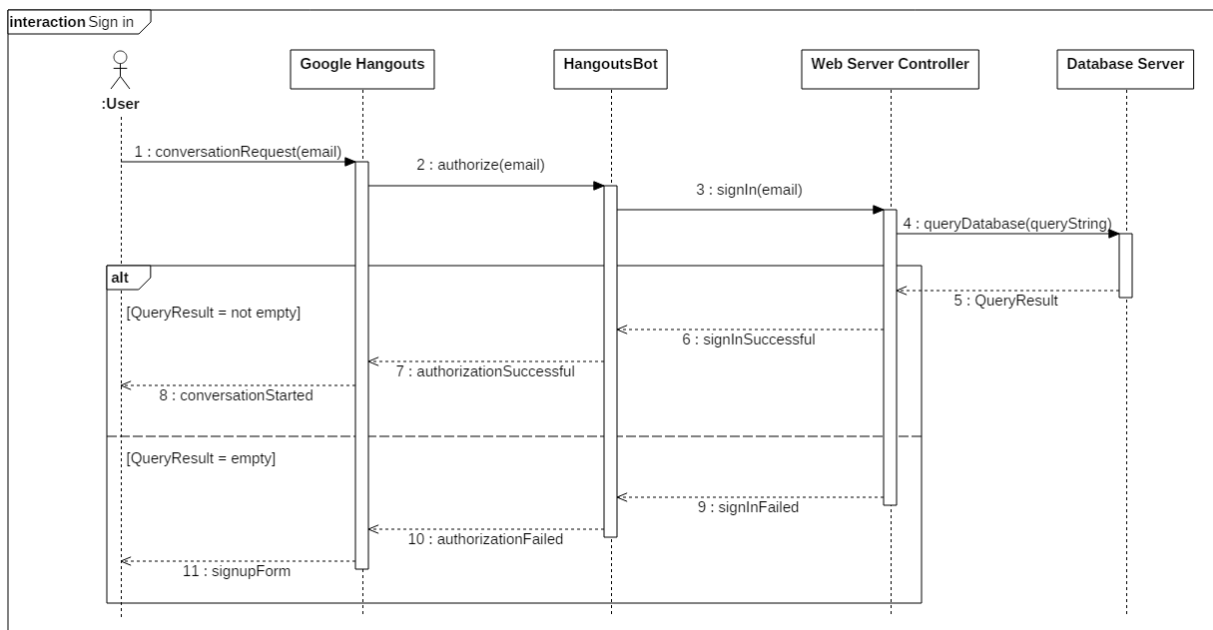 interaction Sign in
:User
Google Hangouts
HangoutsBot
Web Server Controller
Database Server
1 : conversationRequest(email)
2 : authorize(email)
3 : signIn(email)
4 : queryDatabase(queryString)
alt
5 : QueryResult
[QueryResult = not empty]
6 : signInSuccessful
7 : authorizationSuccessful
8 : conversationStarted
[QueryResult = empty]
9 : signInFailed
10 : authorizationFailed
11 : signupForm